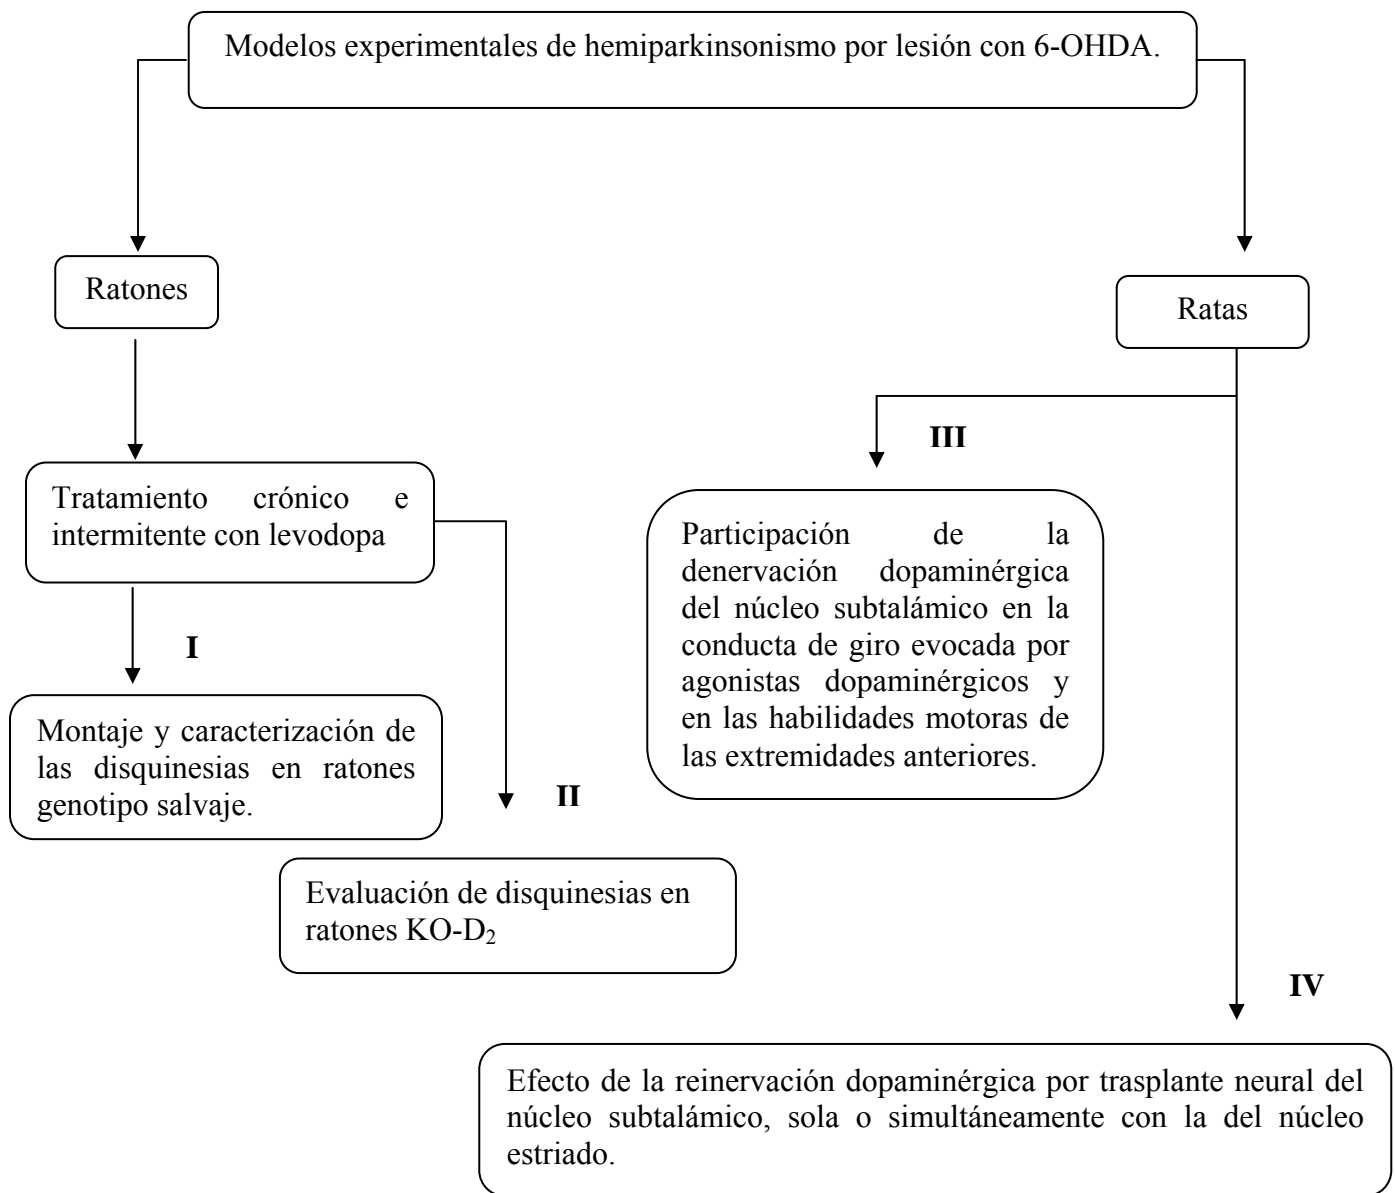 Modelos experimentales de hemiparkinsonismo por lesión con 6-OHDA.
Ratones
Ratas
Tratamiento crónico e
intermitente con levodopa
I
Montaje y caracterización de
las disquinesias en ratones
genotipo salvaje.
II
Evaluación de disquinesias en
ratones KO-D₂
III
Participación de la
denervación dopaminérgica
del núcleo subtalámico en la
conducta de giro evocada por
agonistas dopaminérgicos y
en las habilidades motoras de
las extremidades anteriores.
IV
Efecto de la reinervación dopaminérgica por trasplante neural del
núcleo subtalámico, sola o simultáneamente con la del núcleo
estriado.